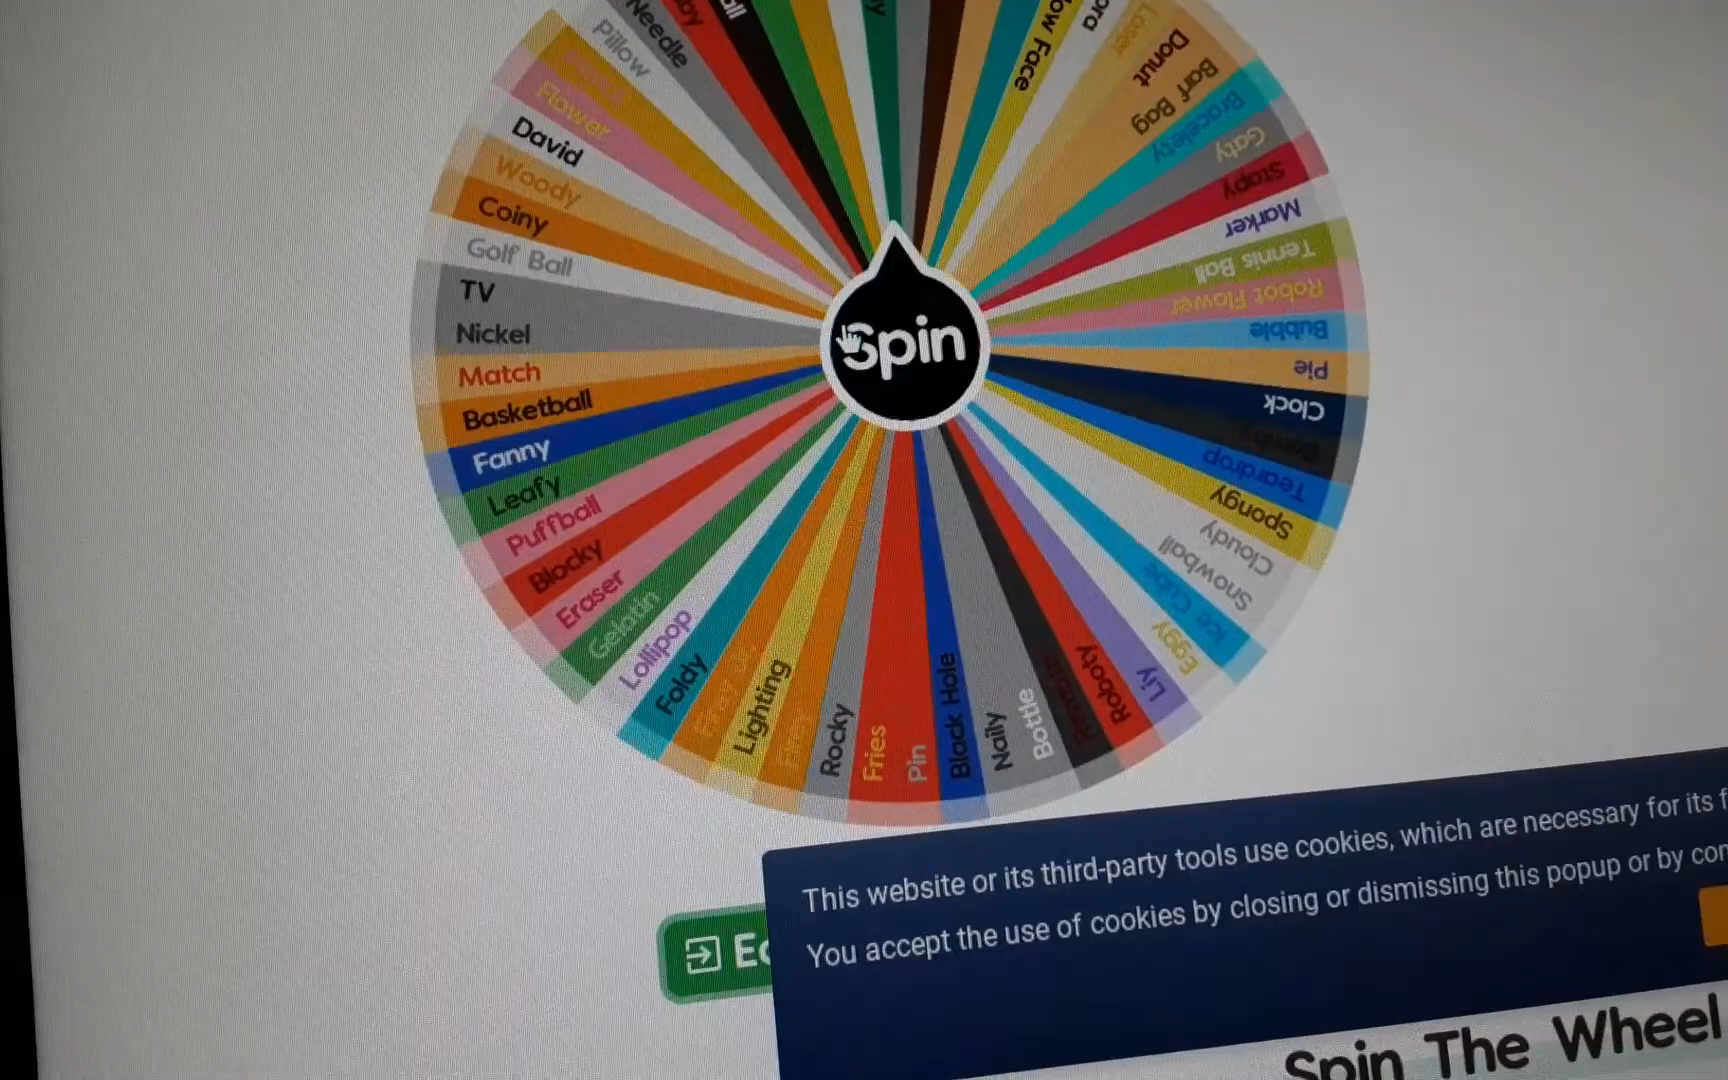 Needle
Pillow
Flower
David
Woody
Coiny
Golf Ball
TV
Nickel
Match
Basketball
Fanny
Leafy
Puffball
Blocky
Eraser
Gelatin
Lollipop
Foldy
Lighting
Rocky
Fries
Pin
Black Hole
Naily
Bottle
Remote
Roboty
Liy
Eggy
Ice Cube
Snowball
Cloudy
Spongy
Teardrop
Clock
Pie
Bubble
Robot Flower
Tennis Ball
Marker
Stapy
Gaty
Bracelety
Barf Bag
Donut
Loser
Face
Spin
This website or its third-party tools use cookies, which are necessary for its
You accept the use of cookies by closing or dismissing this popup or by
Spin The Wheel